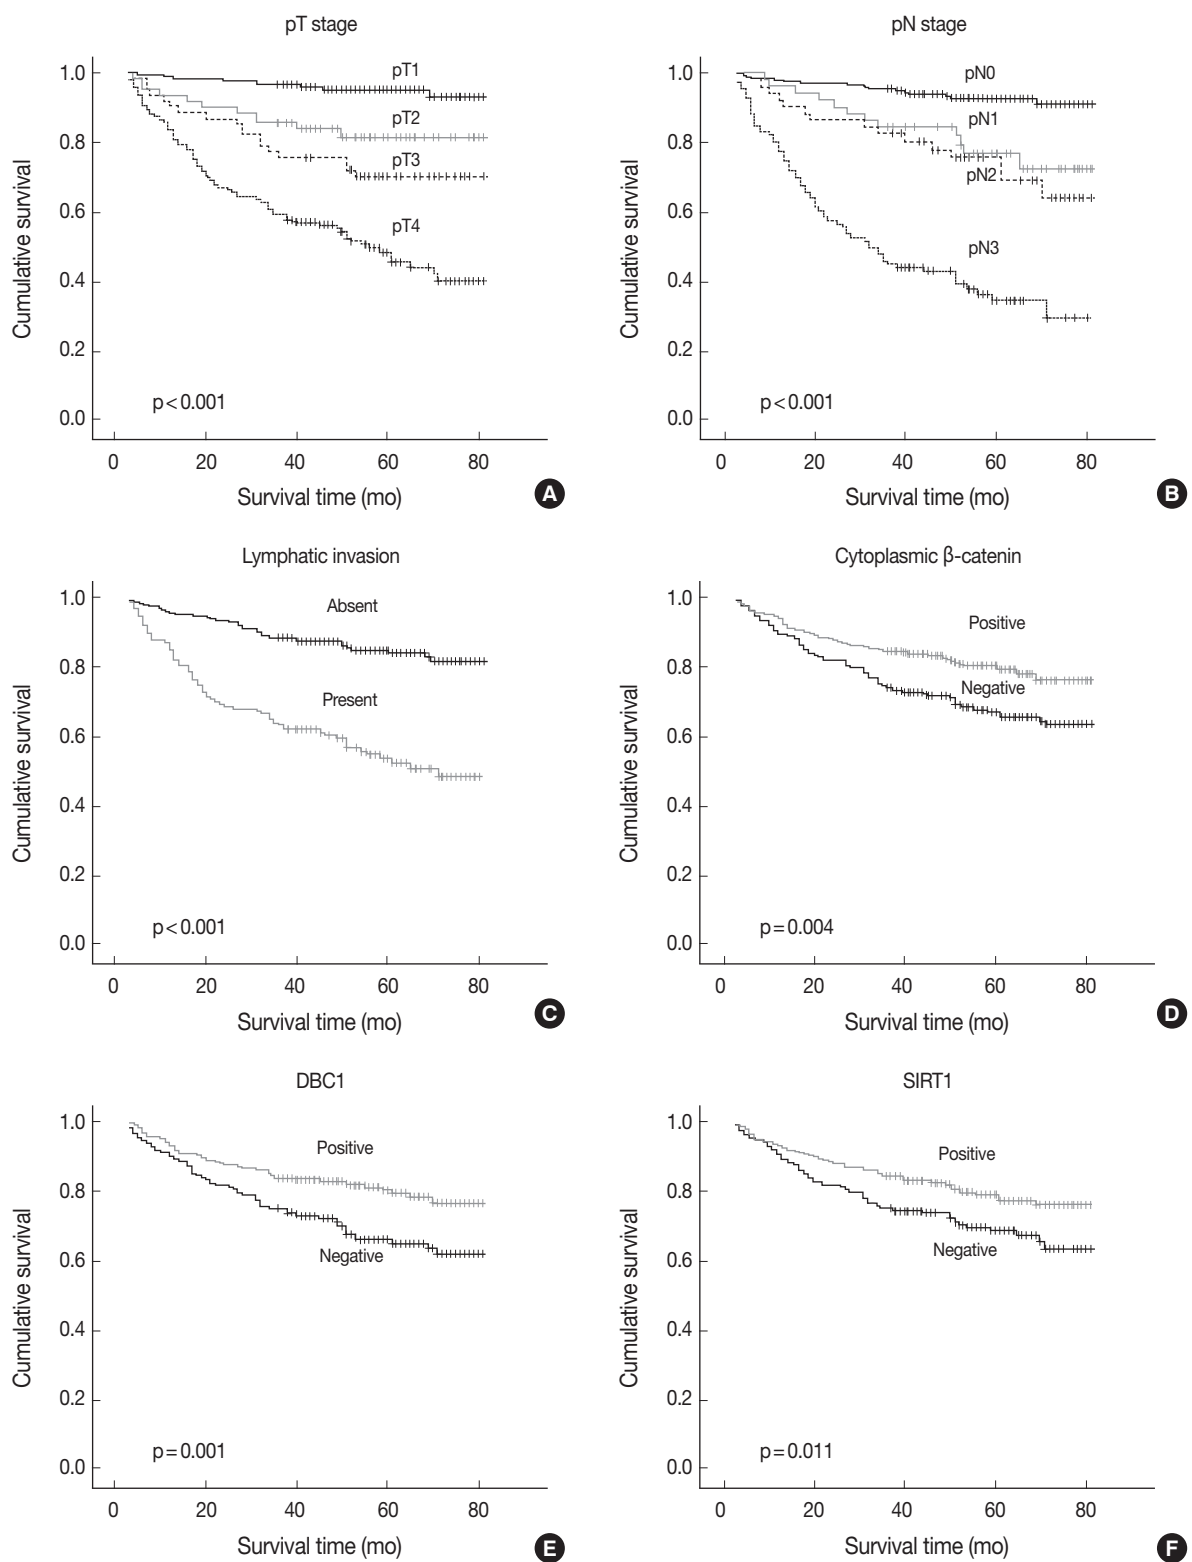 pT stage
1.0
0.8
0.6
0.4
0.2
0.0
Cumulative survival
pT1
pT2
pT3
pT4
p<0.001
0 20 40 60 80
Survival time (mo)
A
pN stage
1.0
0.8
0.6
0.4
0.2
0.0
Cumulative survival
pN0
pN1
pN2
pN3
p<0.001
0 20 40 60 80
Survival time (mo)
B
Lymphatic invasion
1.0
0.8
0.6
0.4
0.2
0.0
Cumulative survival
Absent
Present
p<0.001
0 20 40 60 80
Survival time (mo)
C
Cytoplasmic β-catenin
1.0
0.8
0.6
0.4
0.2
0.0
Cumulative survival
Positive
Negative
p=0.004
0 20 40 60 80
Survival time (mo)
D
DBC1
1.0
0.8
0.6
0.4
0.2
0.0
Cumulative survival
Positive
Negative
p=0.001
0 20 40 60 80
Survival time (mo)
E
SIRT1
1.0
0.8
0.6
0.4
0.2
0.0
Cumulative survival
Positive
Negative
p=0.011
0 20 40 60 80
Survival time (mo)
F